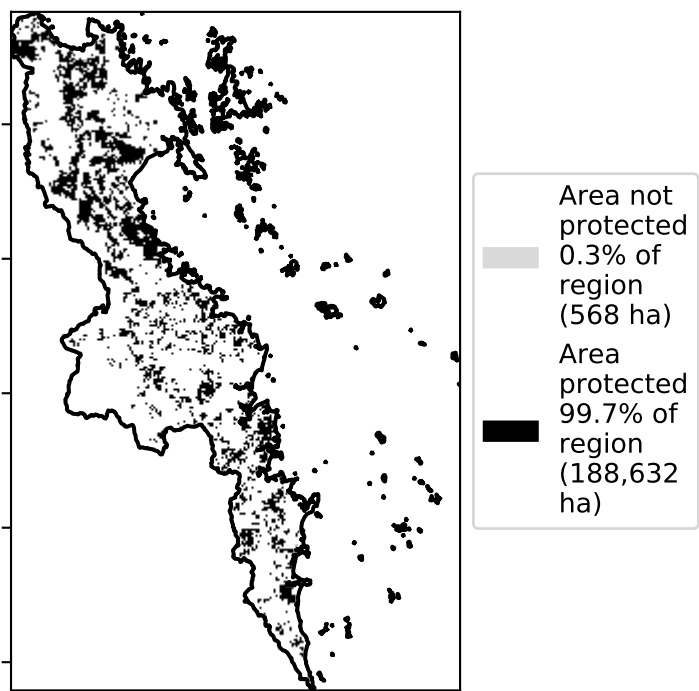 Area not
protected
0.3% of
region
(568 ha)
Area
protected
99.7% of
region
(188,632
ha)